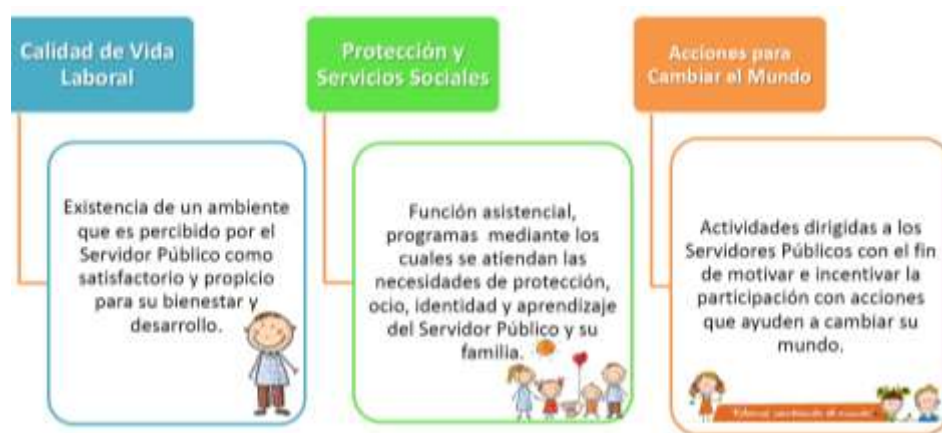 Calidad de Vida
Laboral
Existencia de un ambiente
que es percibido por el
Servidor Público como
satisfactorio y propicio
para su bienestar y
desarrollo.
Protección y
Servicios Sociales
Función asistencial,
programas mediante los
cuales se atiendan las
necesidades de protección,
ocio, identidad y aprendizaje
del Servidor Público y su
familia.
Acciones para
Cambiar el Mundo
Actividades dirigidas a los
Servidores Públicos con el fin
de motivar e incentivar la
participación con acciones
que ayuden a cambiar su
mundo.